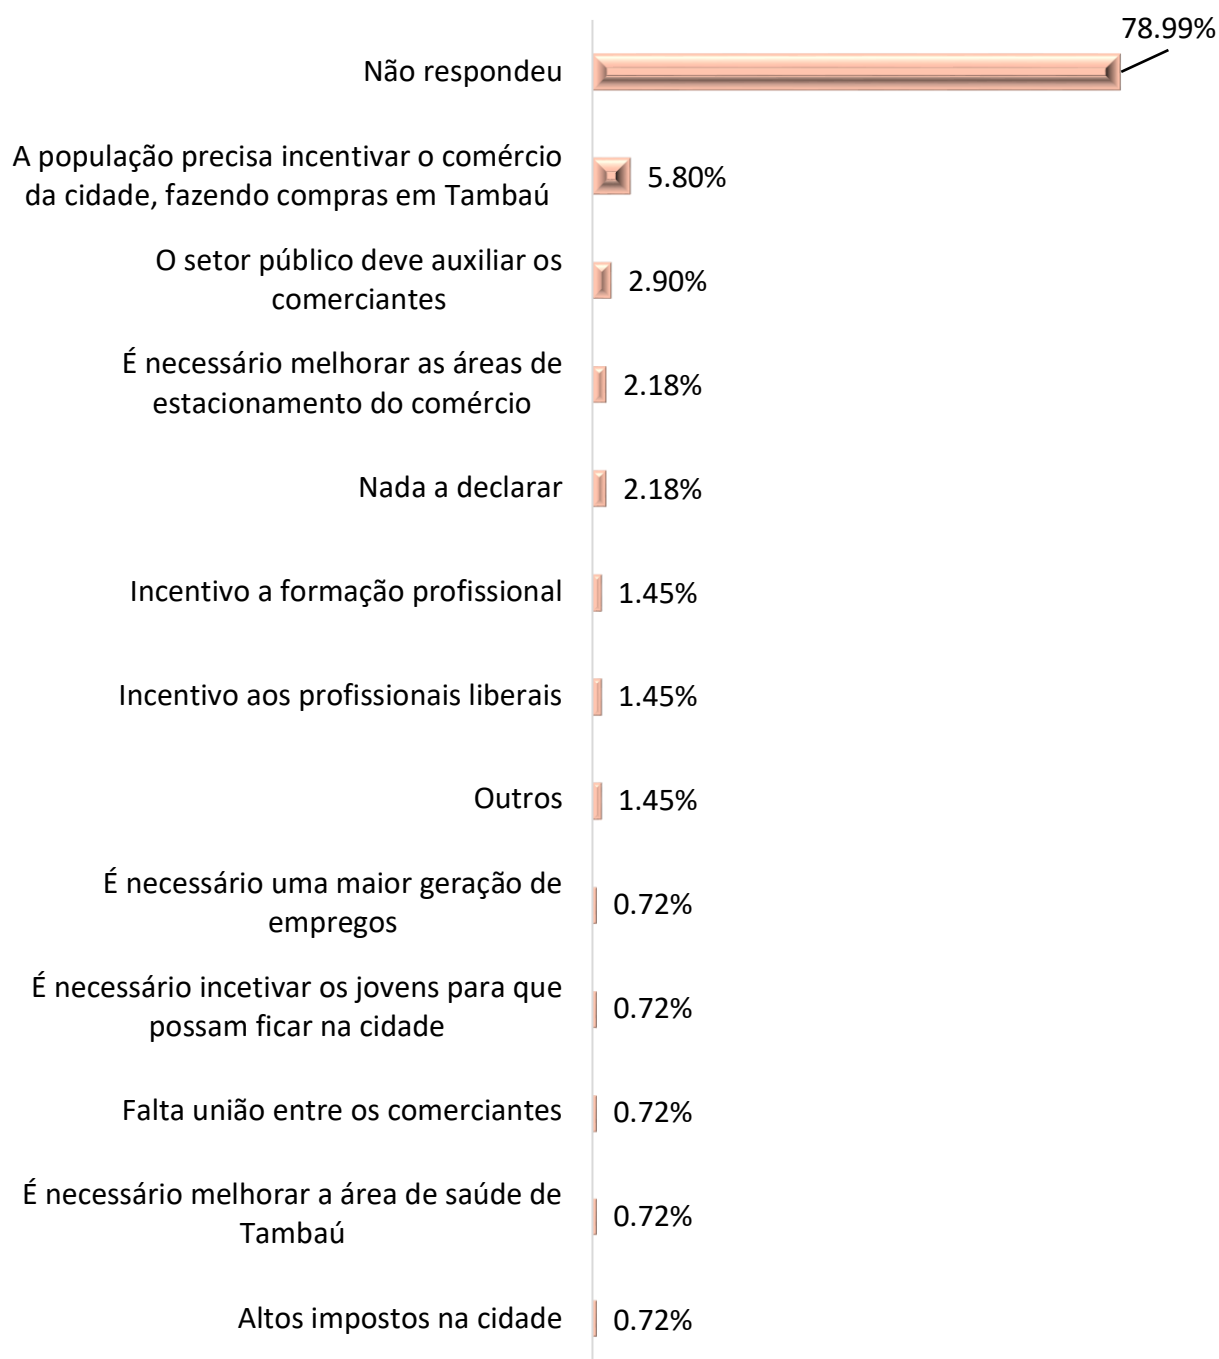 78.99%
Não respondeu
A população precisa incentivar o comércio
da cidade, fazendo compras em Tambaú
5.80%
O setor público deve auxiliar os
comerciantes
2.90%
É necessário melhorar as áreas de
estacionamento do comércio
2.18%
Nada a declarar
2.18%
Incentivo a formação profissional
1.45%
Incentivo aos profissionais liberais
1.45%
Outros
1.45%
É necessário uma maior geração de
empregos
0.72%
É necessário incetivar os jovens para que
possam ficar na cidade
0.72%
Falta união entre os comerciantes
0.72%
É necessário melhorar a área de saúde de
Tambaú
0.72%
Altos impostos na cidade
0.72%